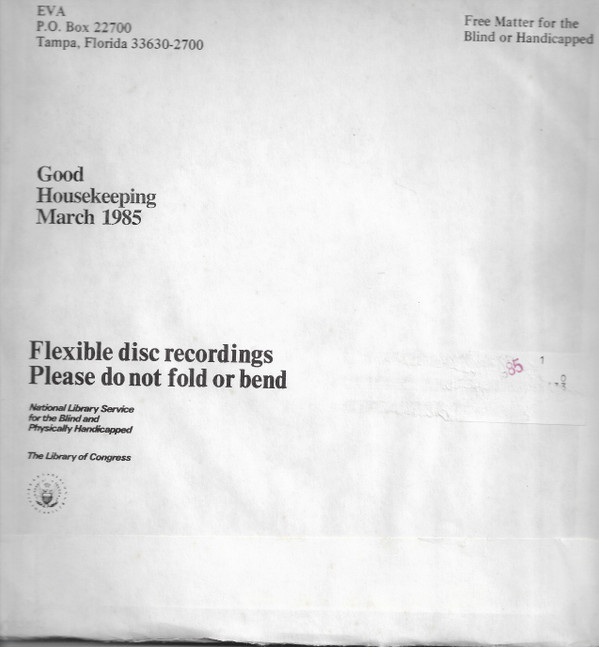 EVA
P.O. Box 22700
Tampa, Florida 33630-2700
Free Matter for the
Blind or Handicapped
Good
Housekeeping
March 1985
Flexible disc recordings
Please do not fold or bend
National Library Service
for the Blind and
Physically Handicapped
The Library of Congress